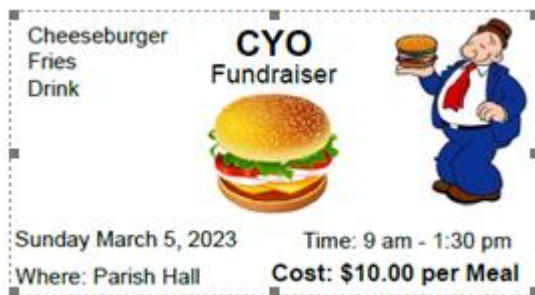 Cheeseburger
Fries
Drink
CYO
Fundraiser
Sunday March 5, 2023
Time: 9 am - 1:30 pm
Where: Parish Hall
Cost: $10.00 per Meal